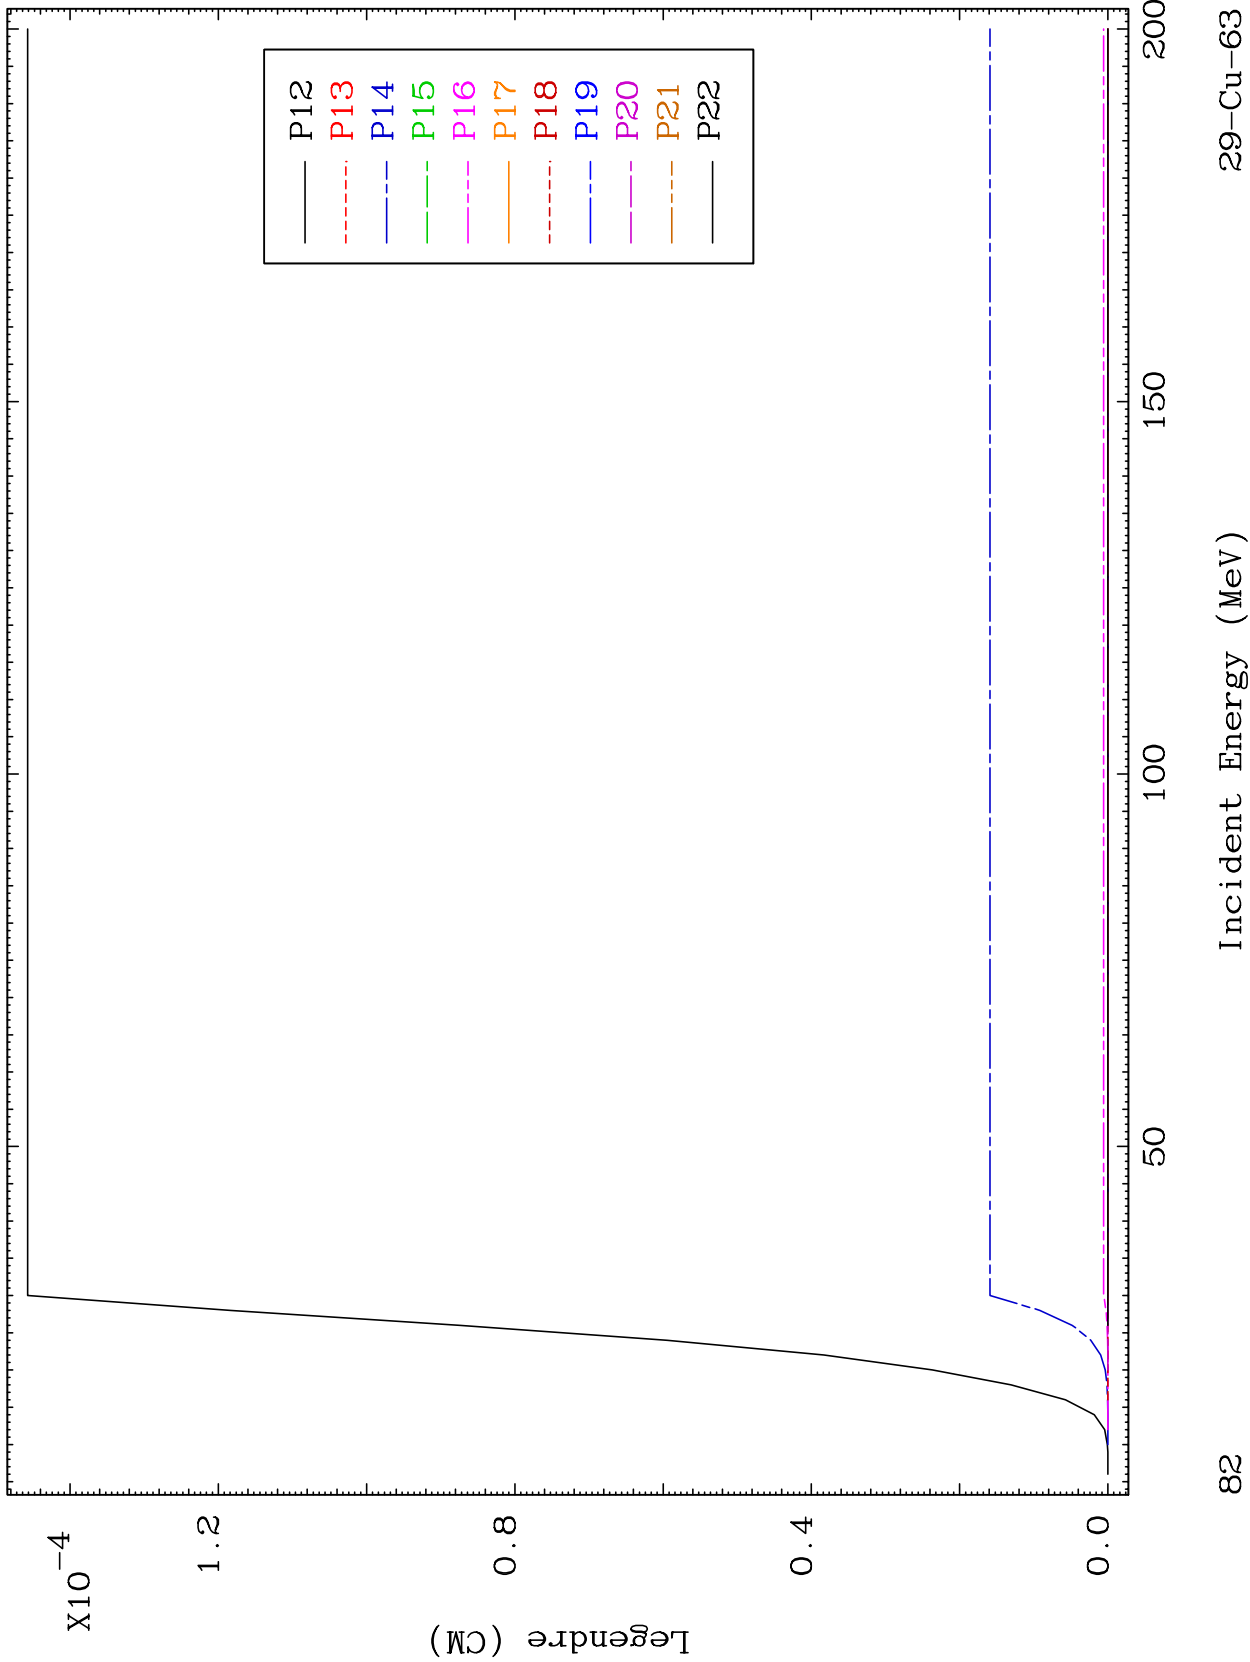 X10-4
1.2
0.8
0.4
0.0
Legendre (CM)
P12
P13
P14
P15
P16
P17
P18
P19
P20
P21
P22
50
100
150
200
82
Incident Energy (MeV)
29-Cu-63